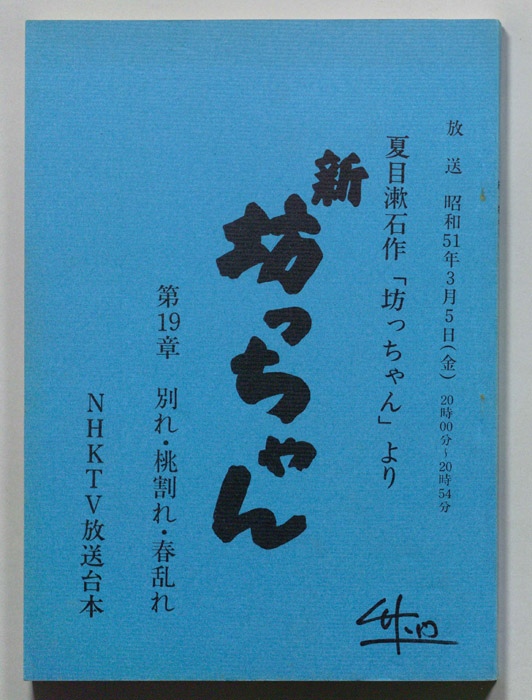 放送 昭和51年3月5日(金) 20時00分～20時54分
夏目漱石作「坊っちゃん」より
新坊っちゃん
第19章 別れ・桃割れ・春乱れ
NHKTV放送台本